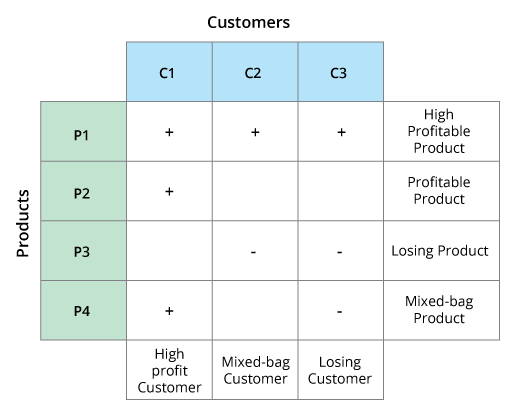 Customers
C1 C2 C3
Products
P1 + + + High
Profitable
Product
P2 + Profitable
Product
P3 - - Losing Product
P4 + - Mixed-bag
Product
High
profit
Customer
Mixed-bag
Customer
Losing
Customer